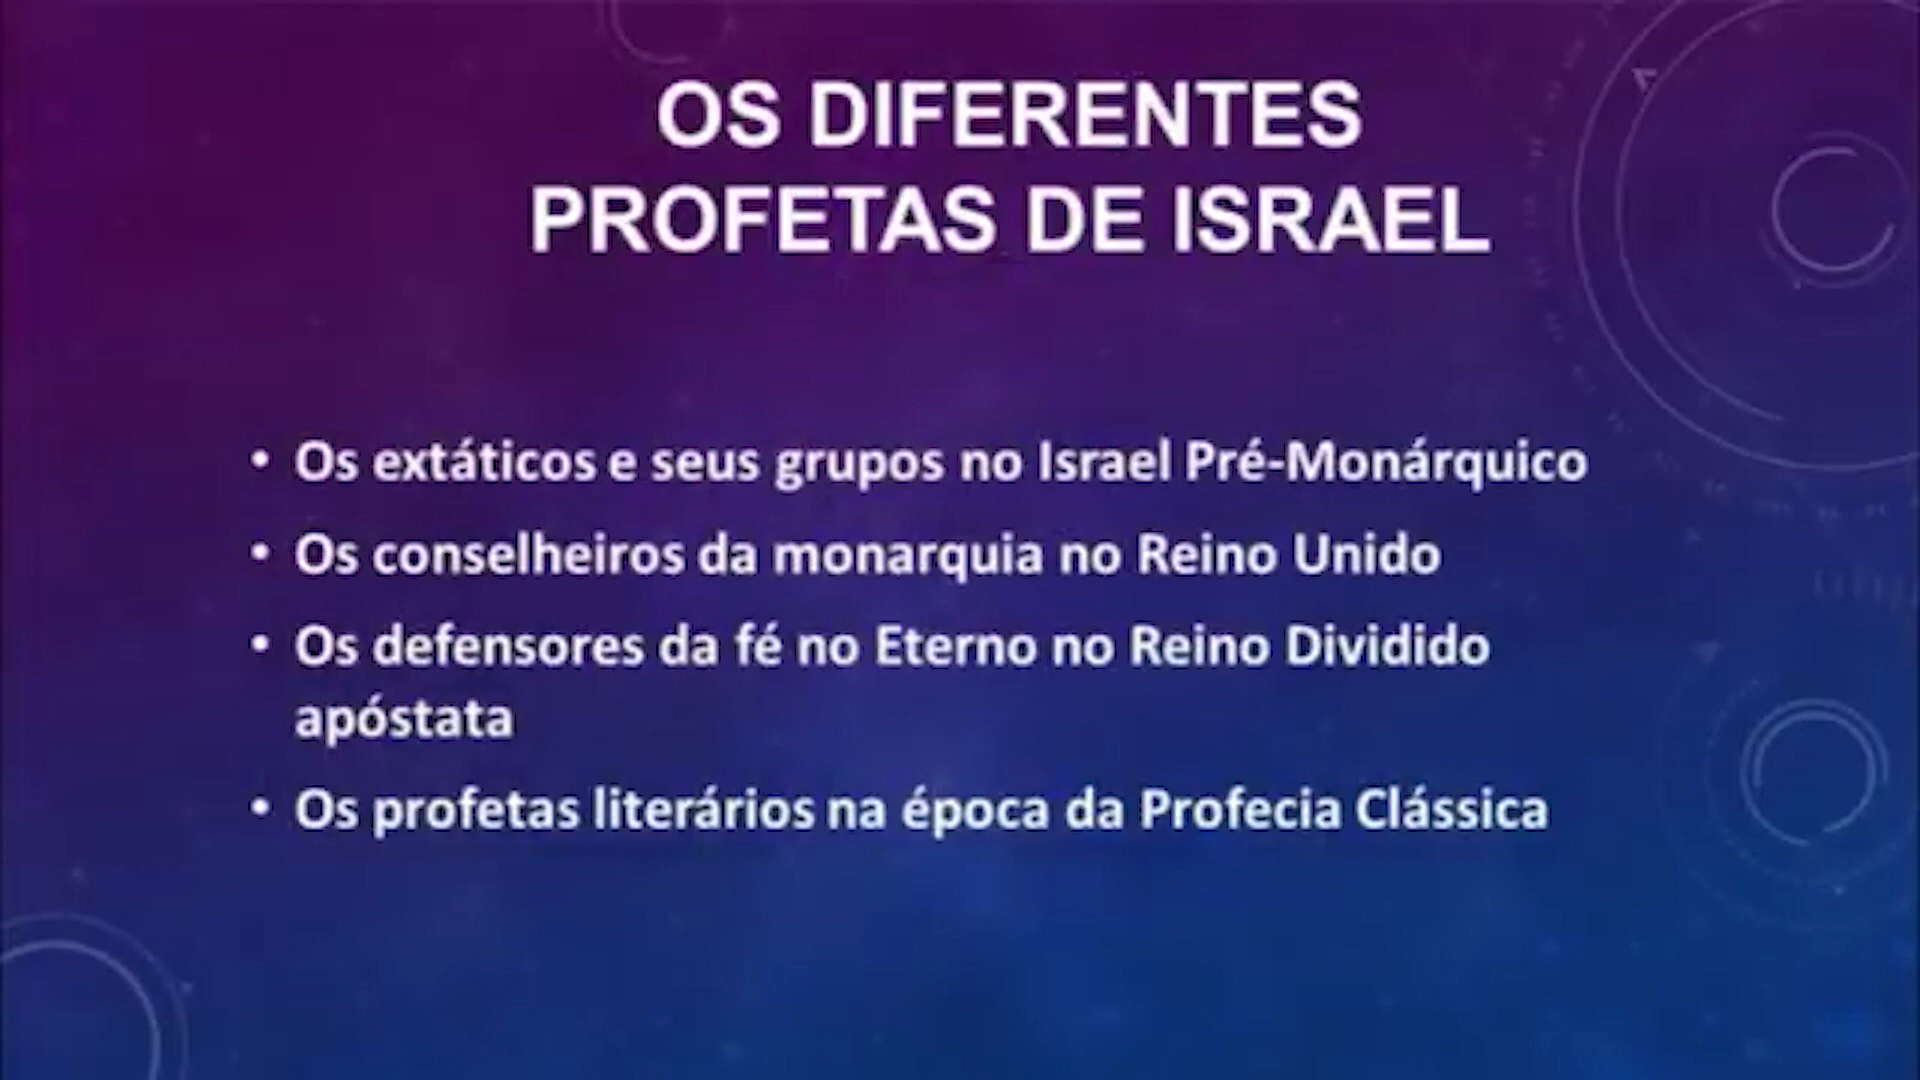 OS DIFERENTES
PROFETAS DE ISRAEL
• Os extáticos e seus grupos no Israel Pré-Monárquico
• Os conselheiros da monarquia no Reino Unido
• Os defensores da fé no Eterno no Reino Dividido
apóstata
• Os profetas literários na época da Profecia Clássica